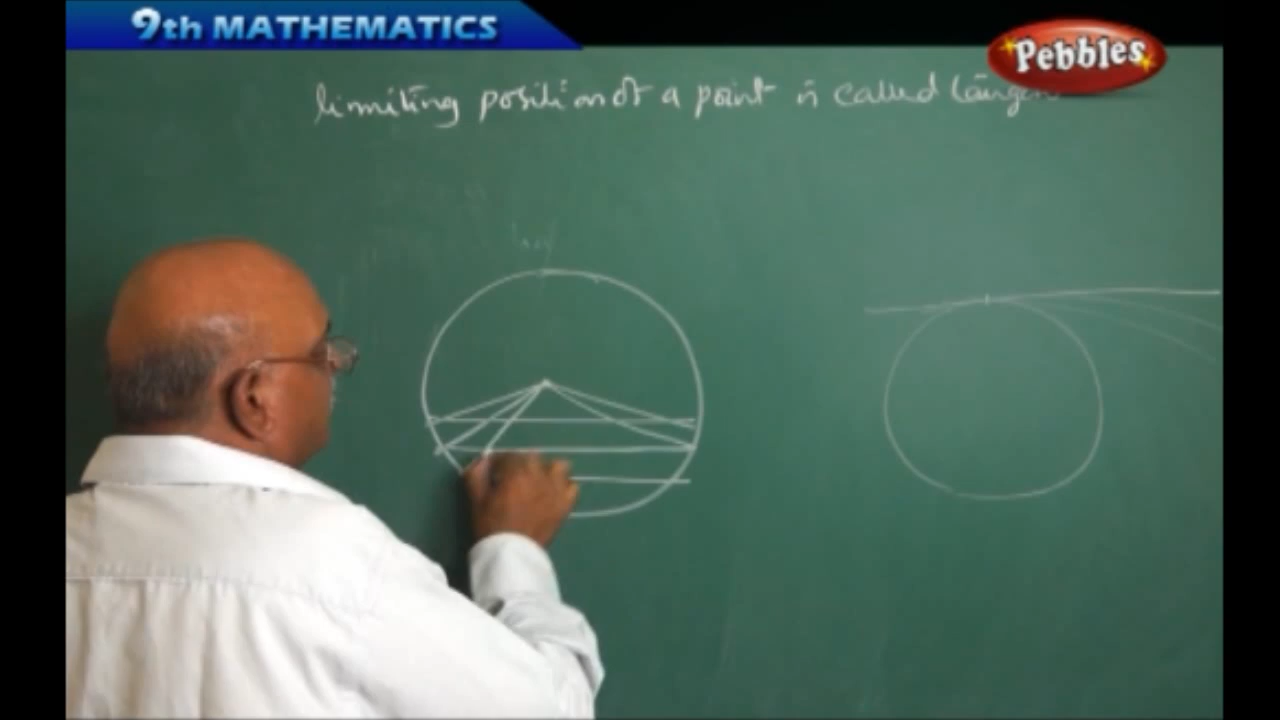 9th MATHEMATICS
Pebbles
limiting position of a point is called